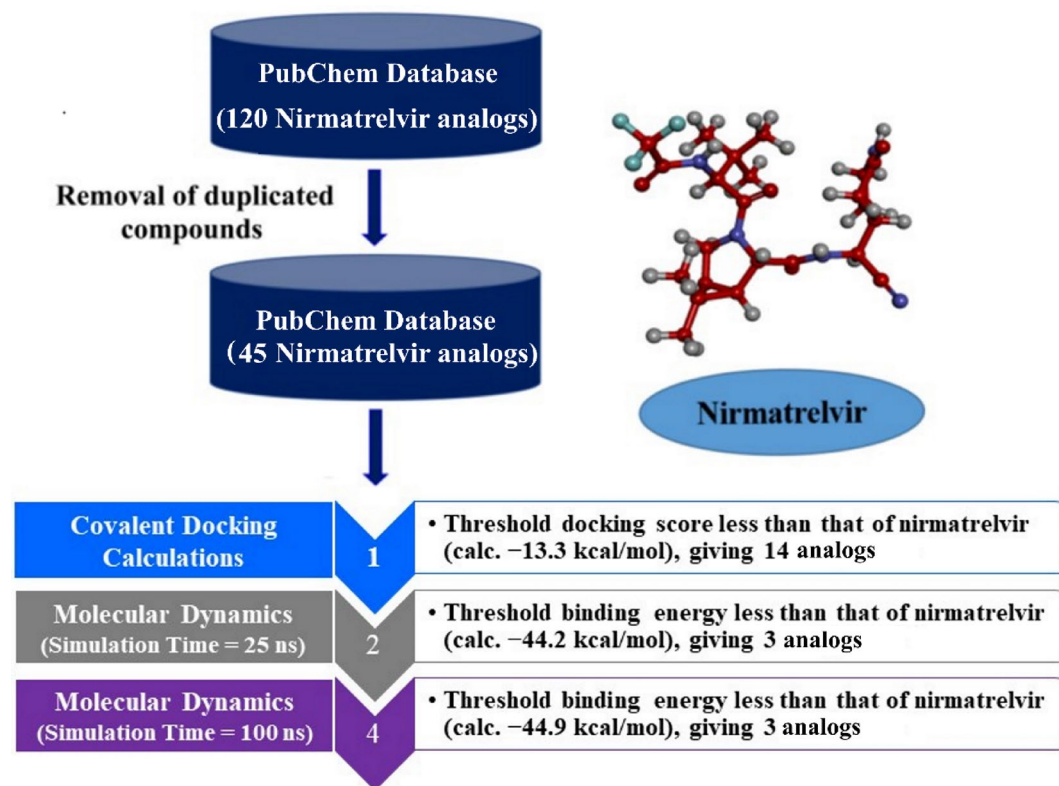 PubChem Database
(120 Nirmatrelvir analogs)
Removal of duplicated
compounds
PubChem Database
(45 Nirmatrelvir analogs)
Nirmatrelvir
Covalent Docking
Calculations
1
• Threshold docking score less than that of nirmatrelvir
(calc. −13.3 kcal/mol), giving 14 analogs
Molecular Dynamics
(Simulation Time = 25 ns)
2
• Threshold binding energy less than that of nirmatrelvir
(calc. −44.2 kcal/mol), giving 3 analogs
Molecular Dynamics
(Simulation Time = 100 ns)
4
• Threshold binding energy less than that of nirmatrelvir
(calc. −44.9 kcal/mol), giving 3 analogs